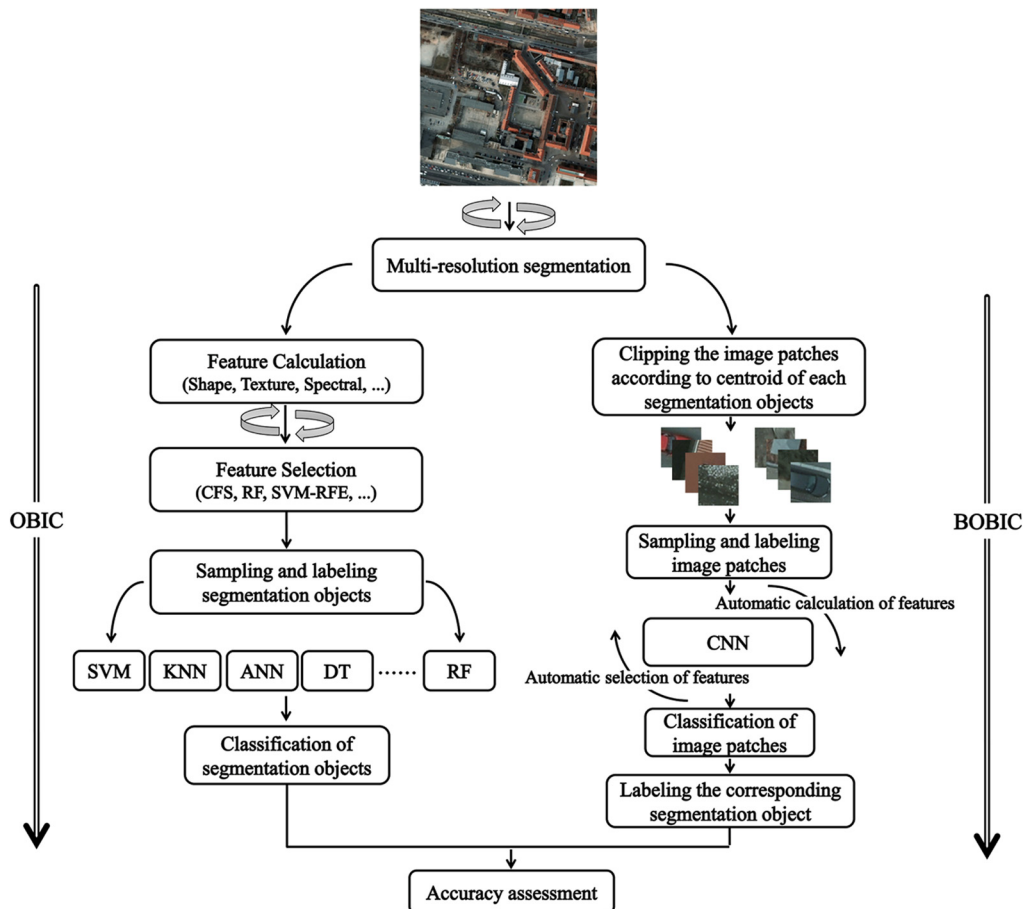 Multi-resolution segmentation
OBIC
Feature Calculation
(Shape, Texture, Spectral, ...)
Feature Selection
(CFS, RF, SVM-RFE, ...)
Sampling and labeling
segmentation objects
SVM
KNN
ANN
DT
......
RF
Classification of
segmentation objects
Clipping the image patches
according to centroid of each
segmentation objects
Sampling and labeling
image patches
Automatic calculation of features
CNN
Automatic selection of features
Classification of
image patches
Labeling the corresponding
segmentation object
BOBIC
Accuracy assessment